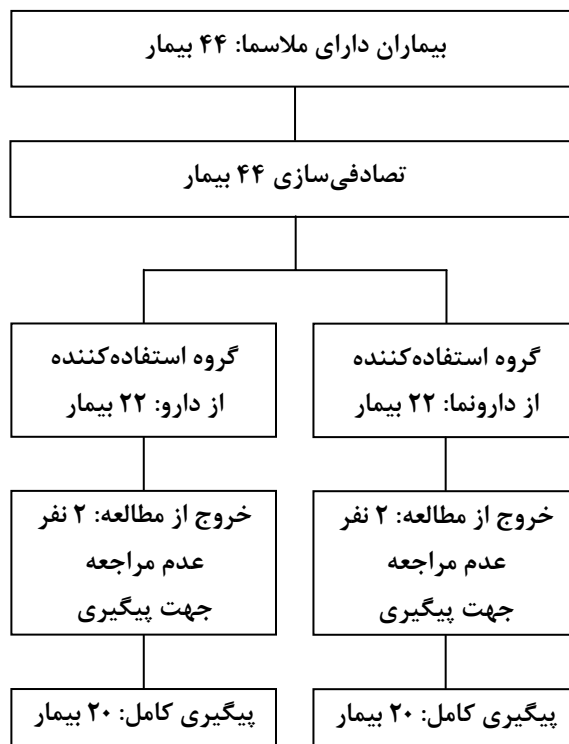 بیماران دارای ملاسما: ۴۴ بیمار
تصادفی‌سازی ۴۴ بیمار
گروه استفاده‌کننده
از دارونما: ۲۲ بیمار
گروه استفاده‌کننده
از دارو: ۲۲ بیمار
خروج از مطالعه: ۲ نفر
عدم مراجعه
جهت پیگیری
خروج از مطالعه: ۲ نفر
عدم مراجعه
جهت پیگیری
پیگیری کامل: ۲۰ بیمار
پیگیری کامل: ۲۰ بیمار